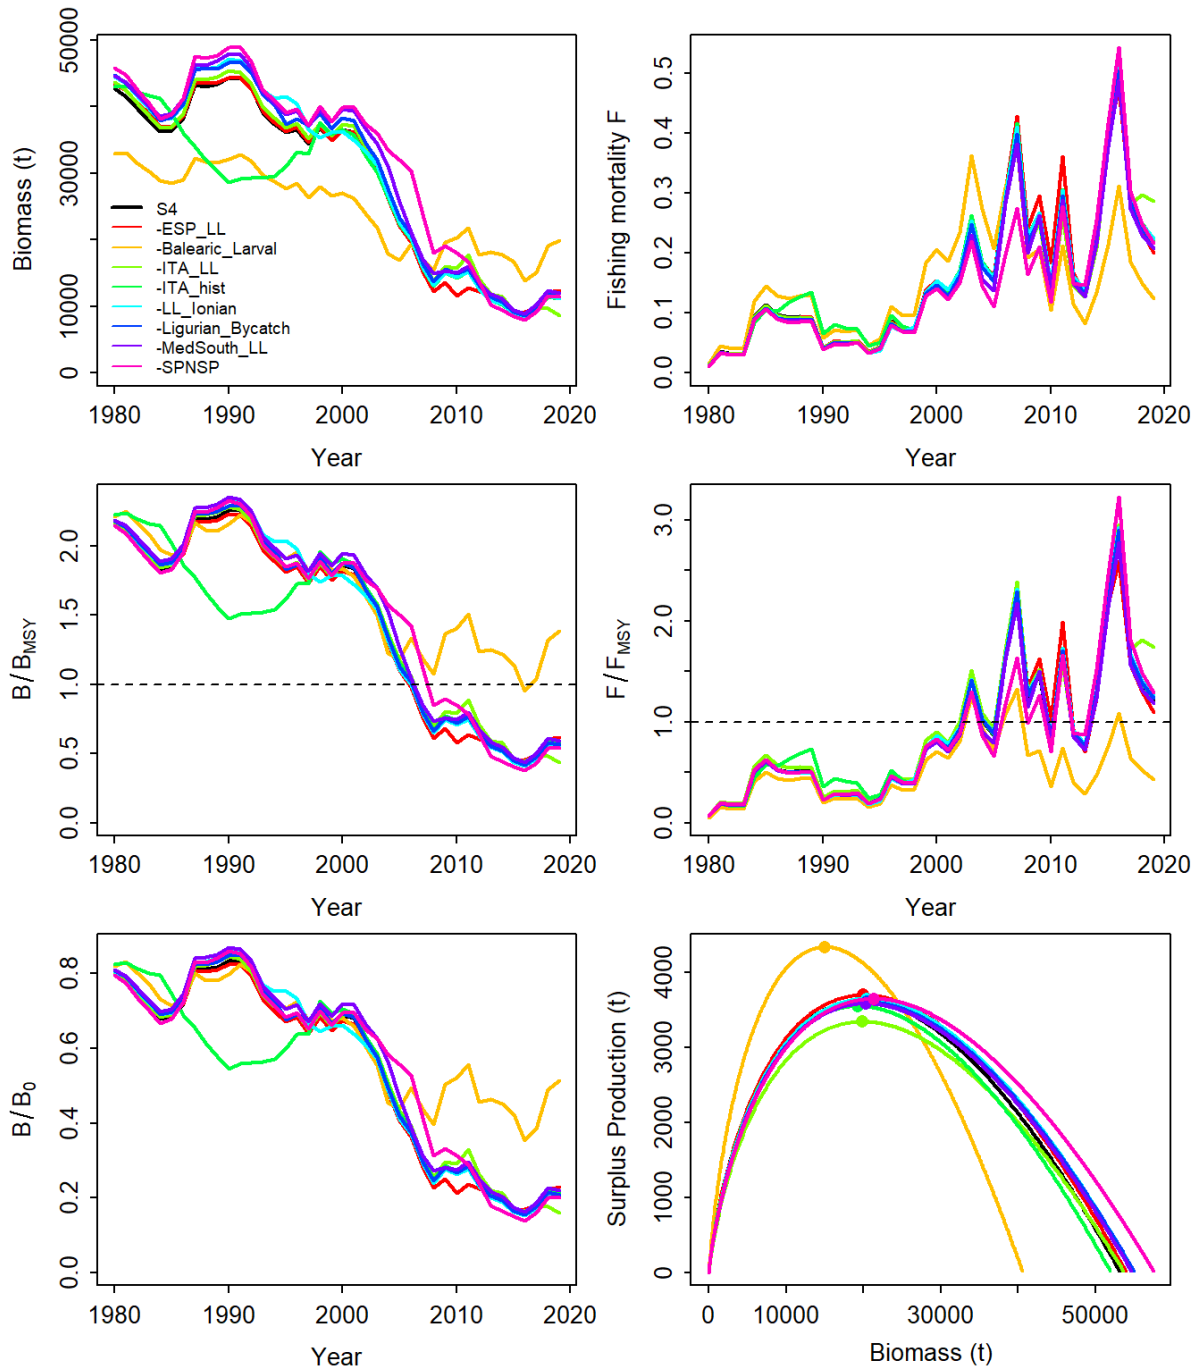 Biomass (t)
50000
30000
10000
0
S4
-ESP_LL
-Balearic_Larval
-ITA_LL
-ITA_hist
-LL_Ionian
-Ligurian_Bycatch
-MedSouth_LL
-SPNSP
1980 1990 2000 2010 2020
Year
Fishing mortality F
0.5
0.4
0.3
0.2
0.1
0.0
1980 1990 2000 2010 2020
Year
B/BMSY
2.0
1.5
1.0
0.5
0.0
1980 1990 2000 2010 2020
Year
F/FMSY
3.0
2.0
1.0
0.0
1980 1990 2000 2010 2020
Year
B/B0
0.8
0.6
0.4
0.2
0.0
1980 1990 2000 2010 2020
Year
Surplus Production (t)
4000
3000
2000
1000
0
0 10000 30000 50000
Biomass (t)